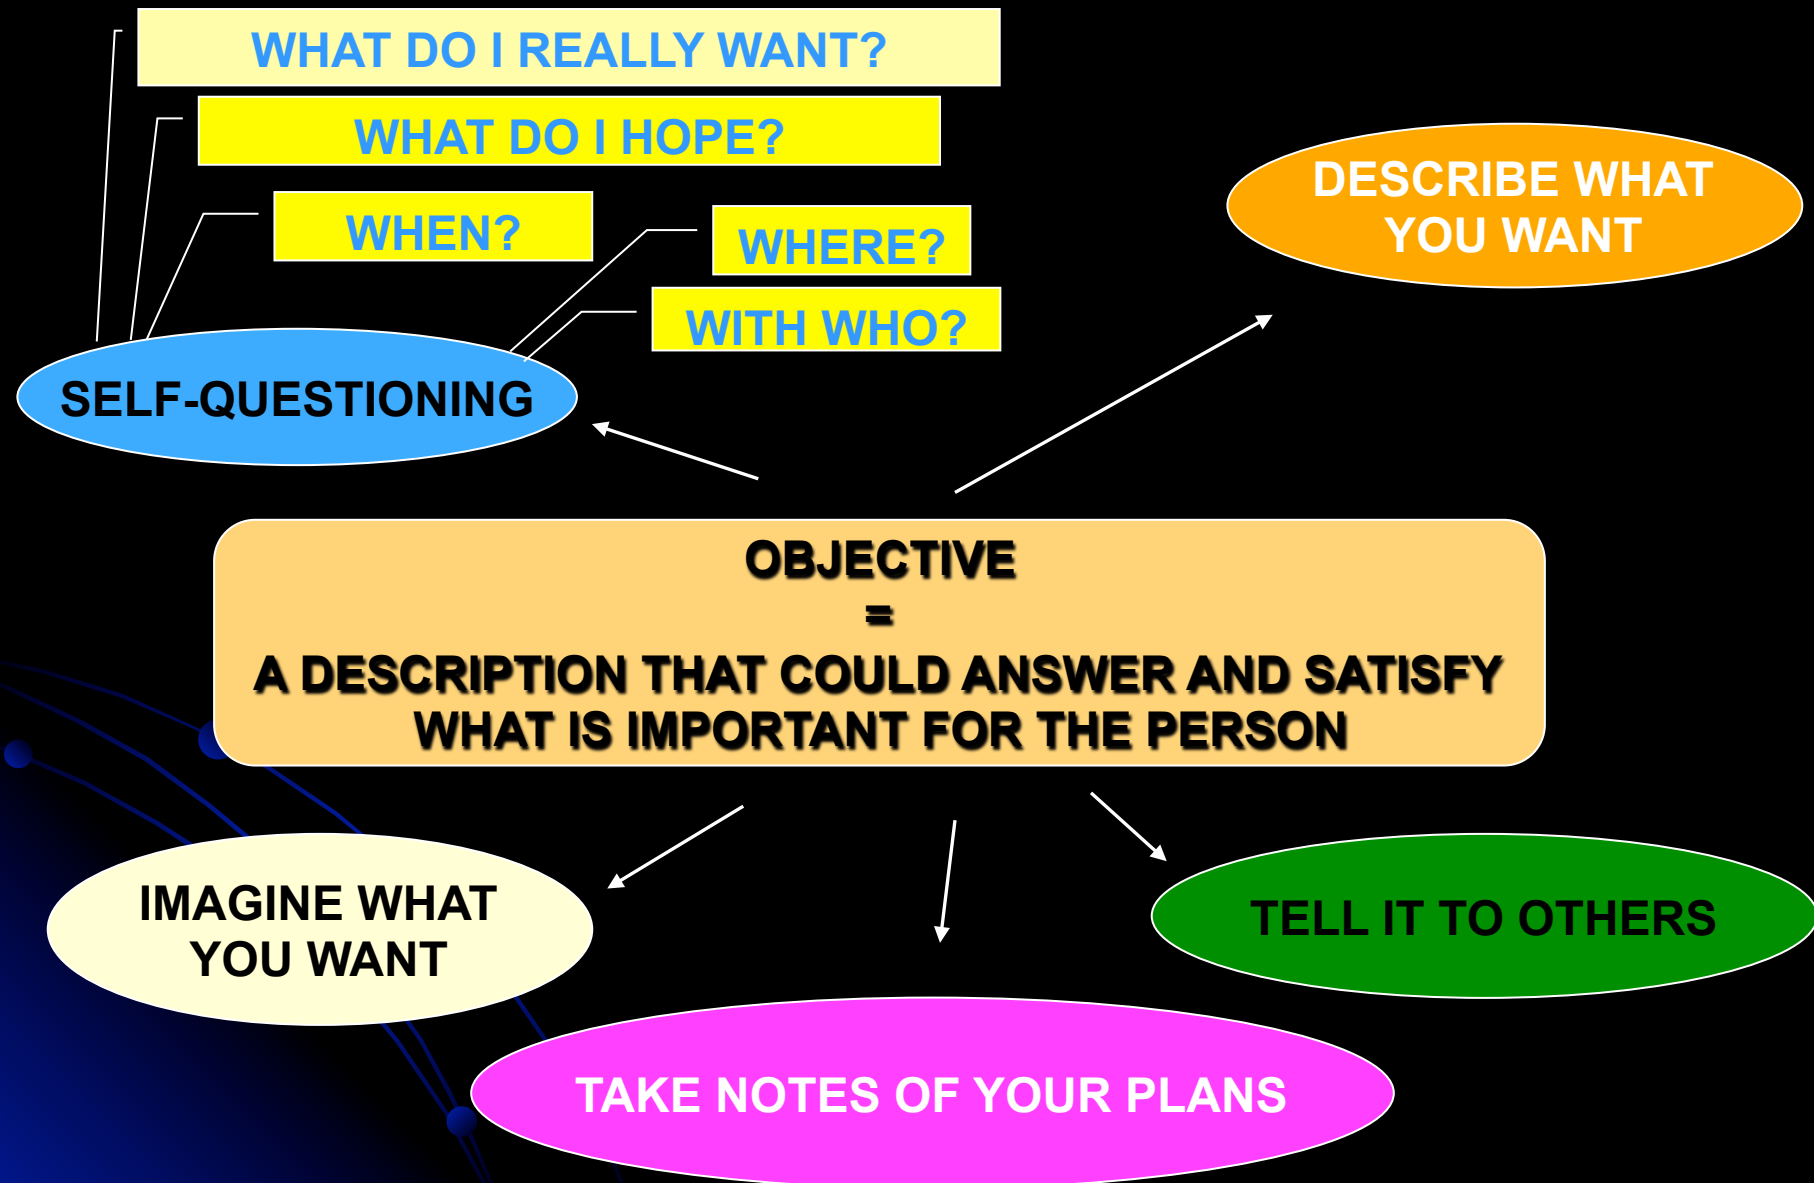 WHAT DO I REALLY WANT?
WHAT DO I HOPE?
WHEN?
WHERE?
WITH WHO?
SELF-QUESTIONING
DESCRIBE WHAT
YOU WANT
OBJECTIVE
=
A DESCRIPTION THAT COULD ANSWER AND SATISFY
WHAT IS IMPORTANT FOR THE PERSON
IMAGINE WHAT
YOU WANT
TELL IT TO OTHERS
TAKE NOTES OF YOUR PLANS